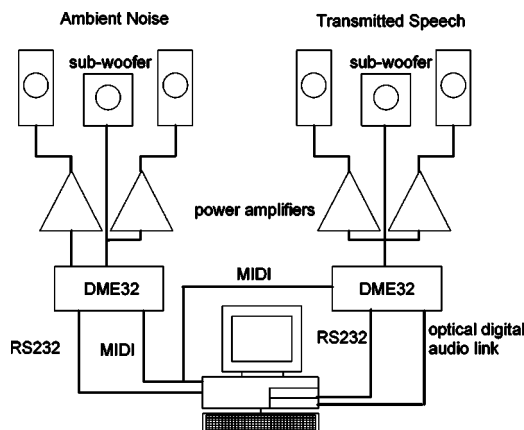 Ambient Noise
Transmitted Speech
sub-woofer
sub-woofer
power amplifiers
DME32
MIDI
DME32
RS232
MIDI
RS232
optical digital
audio link